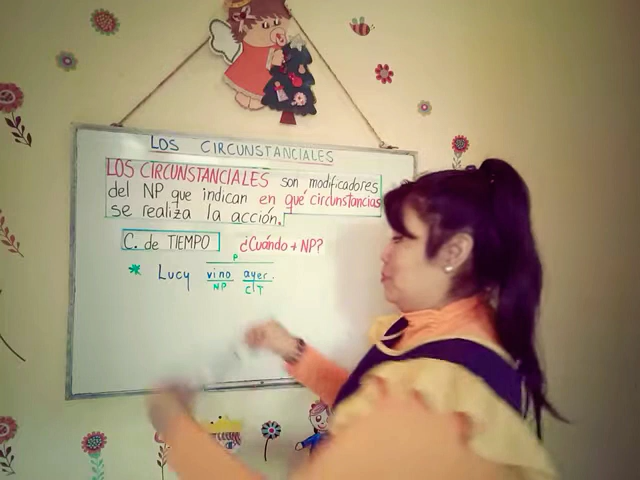 LOS CIRCUNSTANCIALES
LOS CIRCUNSTANCIALES son modificadores
del NP que indican en qué circunstancias
se realiza la acción.
C. de TIEMPO ¿Cuándo + NP?
P
* Lucy vino ayer.
NP CT